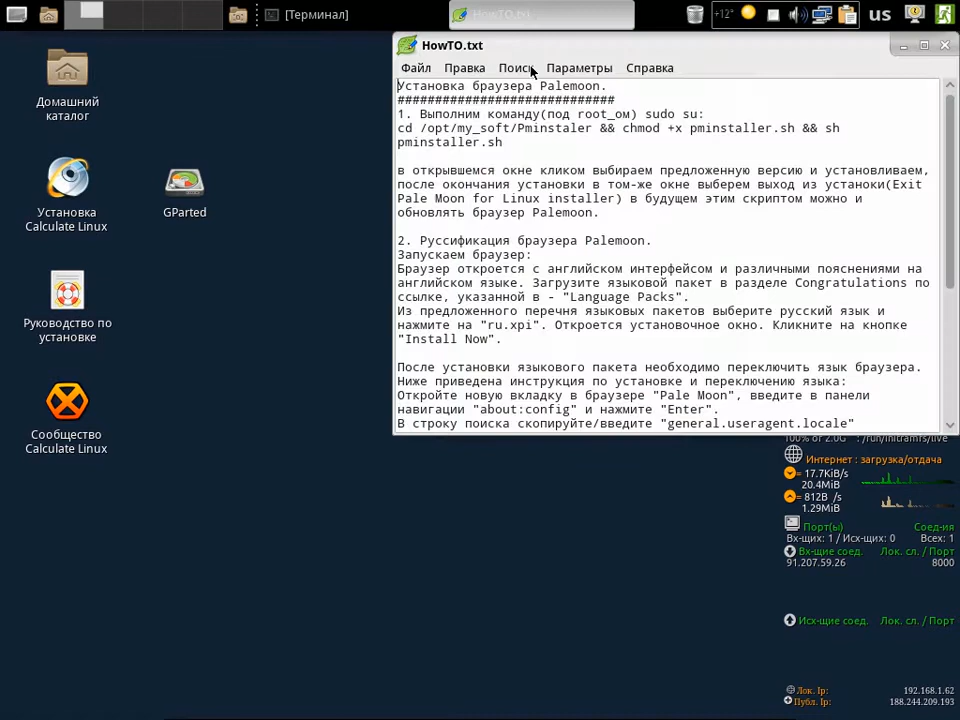 [Терминал]
HowTO.txt
+12°
us
HowTO.txt
Файл Правка Поиск Параметры Справка
Установка браузера Palemoon.
#############################
1. Выполним команду(под root_ом) sudo su:
cd /opt/my_soft/Pminstaler && chmod +x pminstaller.sh && sh
pminstaller.sh
в открывшемся окне кликом выбираем предложенную версию и установливаем,
после окончания установки в том-же окне выберем выход из устаноки(Exit
Pale Moon for Linux installer) в будущем этим скриптом можно и
обновлять браузер Palemoon.
2. Руссификация браузера Palemoon.
Запускаем браузер:
Браузер откроется с английском интерфейсом и различными пояснениями на
английском языке. Загрузите языковой пакет в разделе Congratulations по
ссылке, указанной в - "Language Packs".
Из предложенного перечня языковых пакетов выберите русский язык и
нажмите на "ru.xpi". Откроется установочное окно. Кликните на кнопке
"Install Now".
После установки языкового пакета необходимо переключить язык браузера.
Ниже приведена инструкция по установке и переключению языка:
Откройте новую вкладку в браузере "Pale Moon", введите в панели
навигации "about:config" и нажмите "Enter".
В строку поиска скопируйте/введите "general.useragent.locale"
Домашний
каталог
Установка
Calculate Linux
GParted
Руководство по
установке
Сообщество
Calculate Linux
100% of 2.0G : /run/initramfs/live
Интернет : загрузка/отдача
= 17.7KiB/s
20.4MiB
= 812B /s
1.29MiB
Порт(ы) Соед-ия
Вх-щих: 1 / Исх-щих: 0 Всех: 1
Вх-щие соед. Лок. сл. / Порт
91.207.59.26 8000
Исх-щие соед. Лок. сл. / Порт
Лок. Ip: 192.168.1.62
Публ. Ip: 188.244.209.193